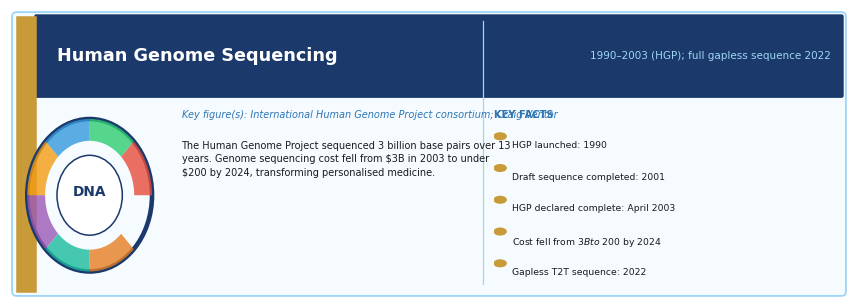 Human Genome Sequencing
1990–2003 (HGP); full gapless sequence 2022
Key figure(s): International Human Genome Project consortium;
KEY FACTS
The Human Genome Project sequenced 3 billion base pairs over 13
years. Genome sequencing cost fell from $3B in 2003 to under
$200 by 2024, transforming personalised medicine.
DNA
HGP launched: 1990
Draft sequence completed: 2001
HGP declared complete: April 2003
Cost fell from 3Bto 200 by 2024
Gapless T2T sequence: 2022